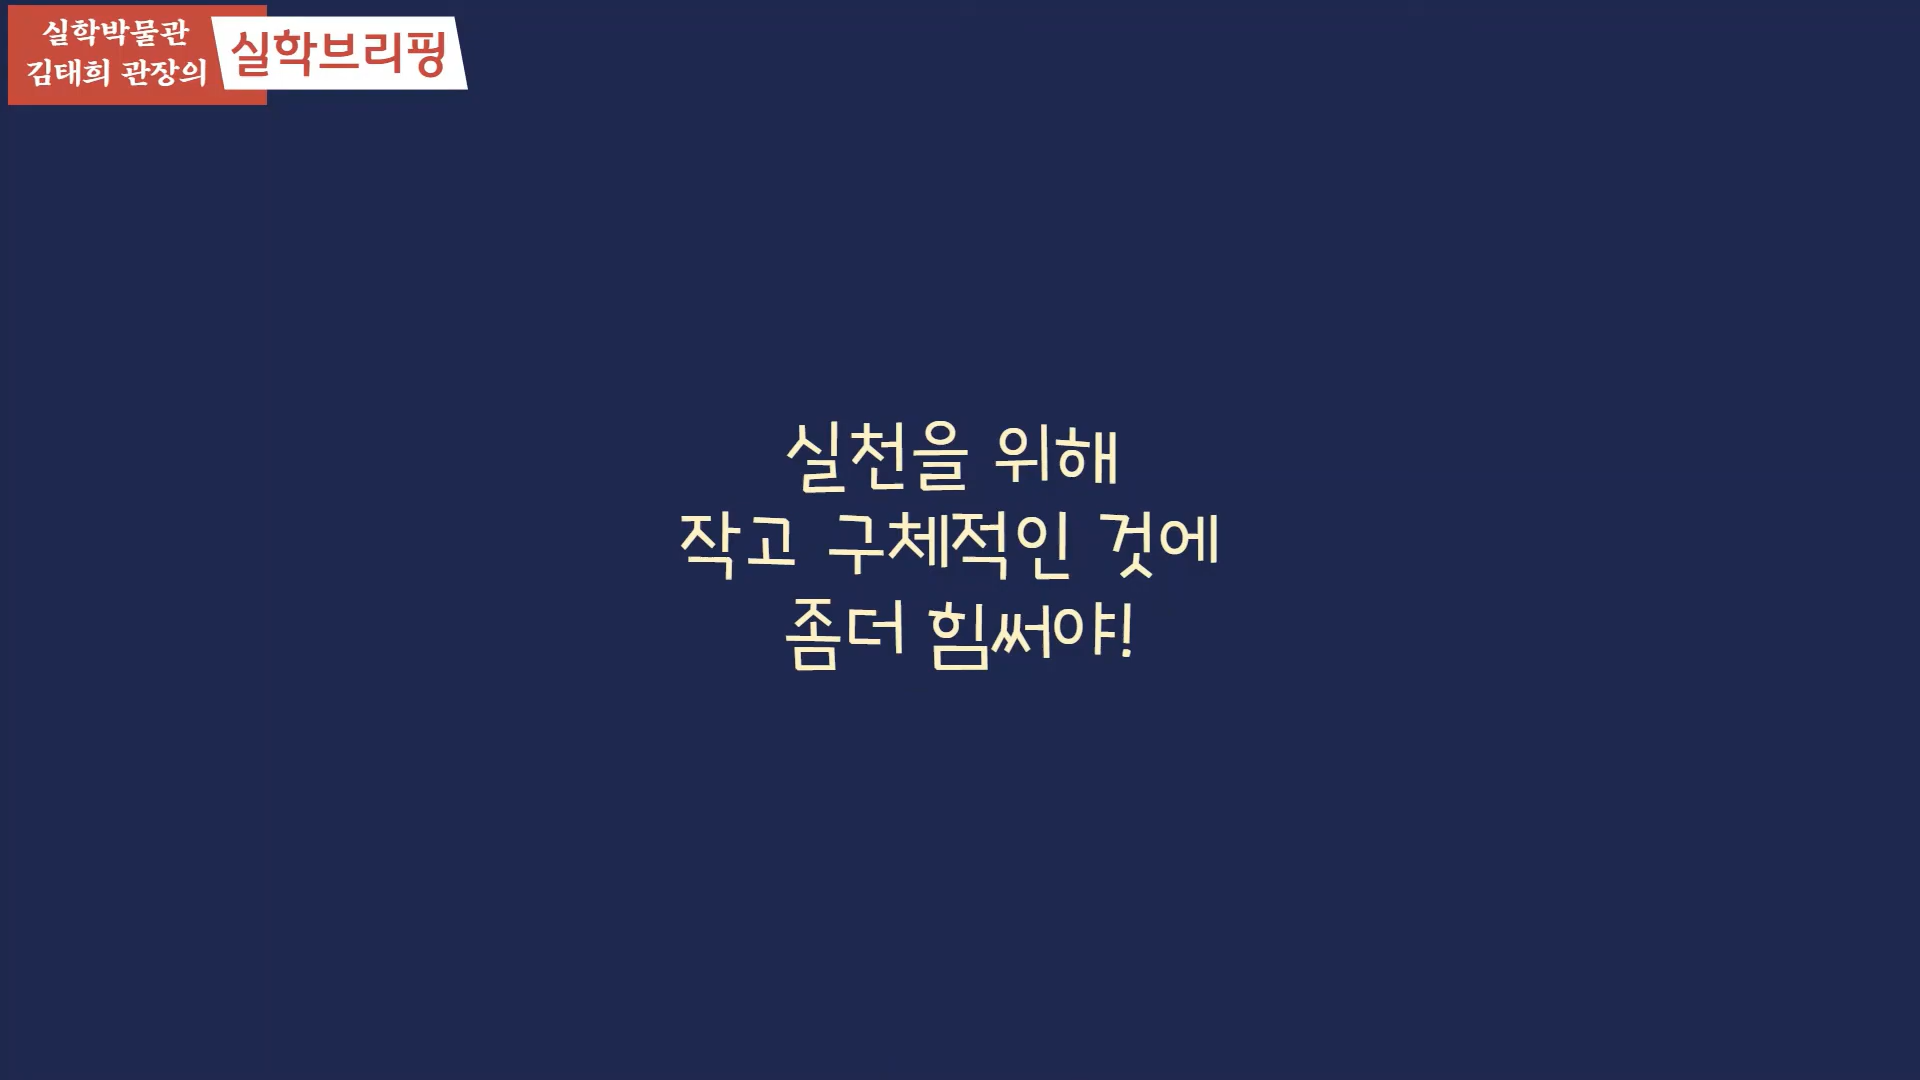 실학박물관
김태희 관장의
실학브리핑
실천을 위해
작고 구체적인 것에
좀더 힘써야!